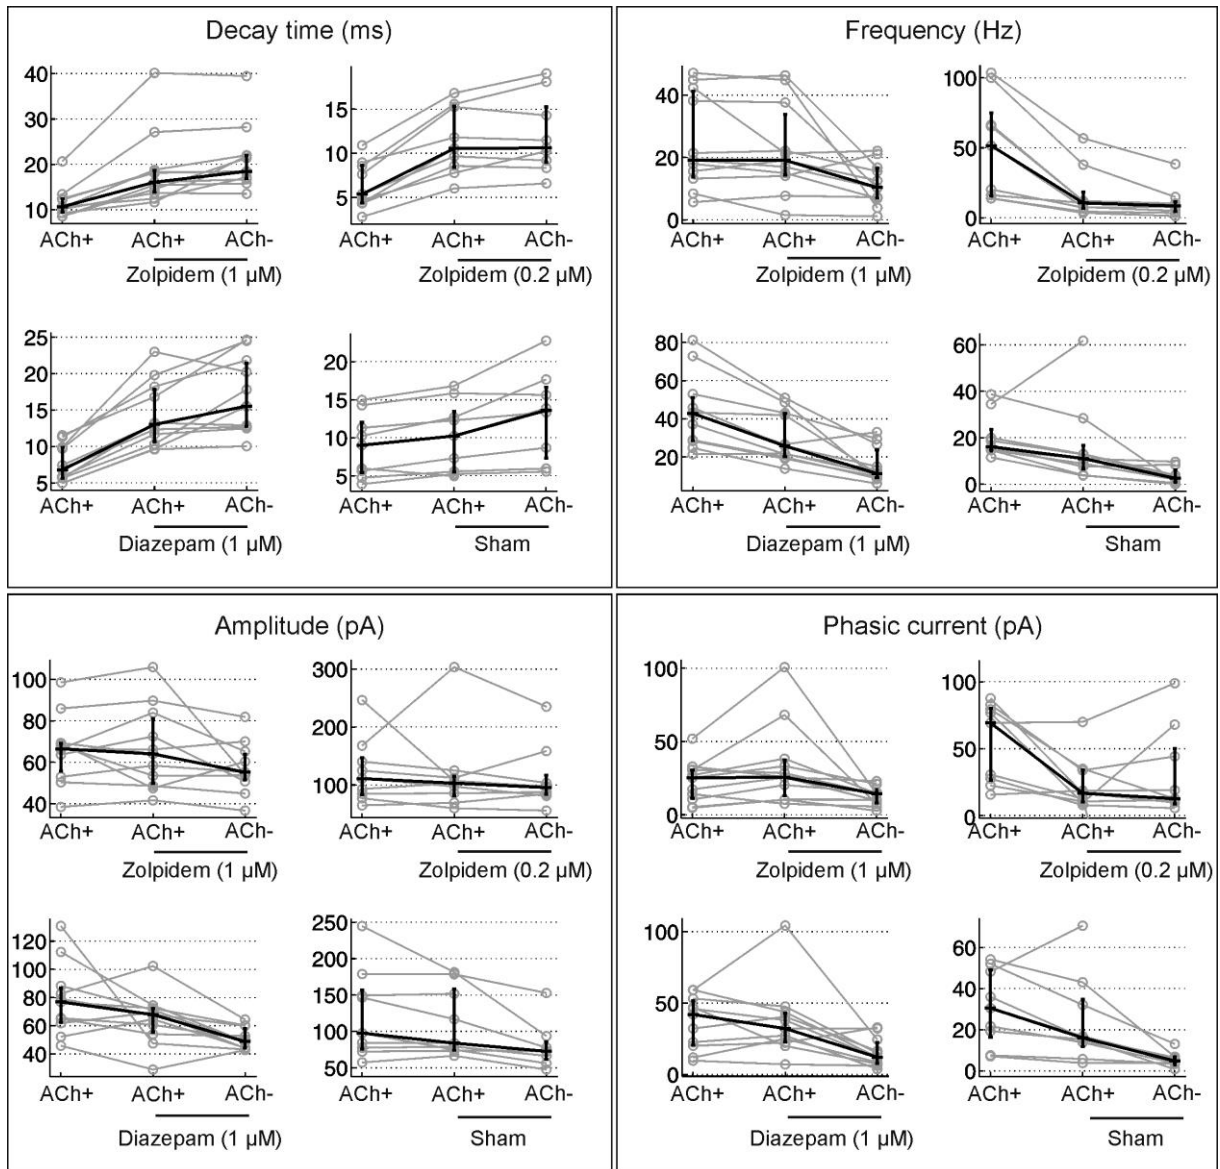 Decay time (ms)
40
30
20
10
ACh+ ACh+ ACh-
Zolpidem (1 µM)
15
10
5
ACh+ ACh+ ACh-
Zolpidem (0.2 µM)
25
20
15
10
5
ACh+ ACh+ ACh-
Diazepam (1 µM)
20
15
10
5
ACh+ ACh+ ACh-
Sham
Frequency (Hz)
40
20
0
ACh+ ACh+ ACh-
Zolpidem (1 µM)
100
50
0
ACh+ ACh+ ACh-
Zolpidem (0.2 µM)
80
60
40
20
ACh+ ACh+ ACh-
Diazepam (1 µM)
60
40
20
0
ACh+ ACh+ ACh-
Sham
Amplitude (pA)
100
80
60
40
ACh+ ACh+ ACh-
Zolpidem (1 µM)
300
200
100
0
ACh+ ACh+ ACh-
Zolpidem (0.2 µM)
120
100
80
60
40
ACh+ ACh+ ACh-
Diazepam (1 µM)
250
200
150
100
50
ACh+ ACh+ ACh-
Sham
Phasic current (pA)
100
50
0
ACh+ ACh+ ACh-
Zolpidem (1 µM)
100
50
0
ACh+ ACh+ ACh-
Zolpidem (0.2 µM)
100
50
0
ACh+ ACh+ ACh-
Diazepam (1 µM)
60
40
20
0
ACh+ ACh+ ACh-
Sham